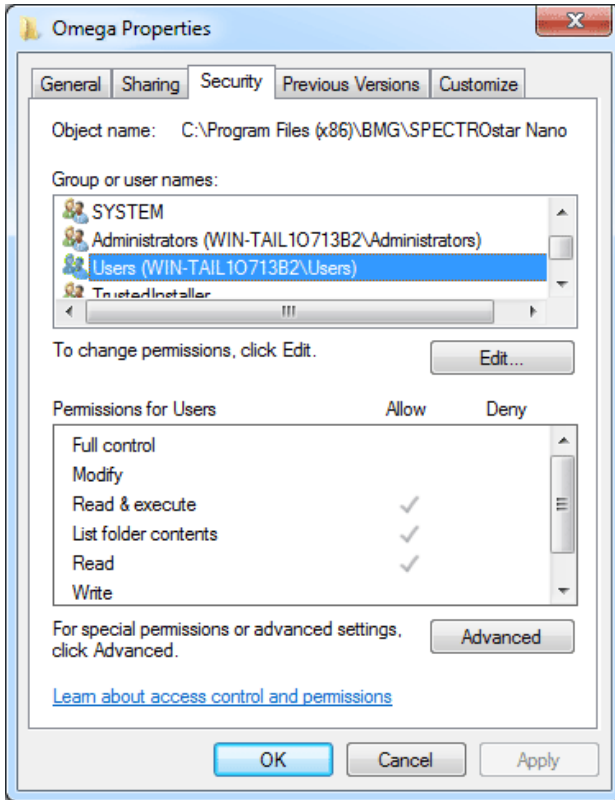 Omega Properties
General Sharing Security Previous Versions Customize
Object name: C:\Program Files (x86)\BMG\SPECTROstar Nano
Group or user names:
SYSTEM
Administrators (WIN-TAIL1O713B2\Administrators)
Users (WIN-TAIL1O713B2\Users)
TrustedInstaller
To change permissions, click Edit.
Edit...
Permissions for Users Allow Deny
Full control
Modify
Read & execute
List folder contents
Read
Write
For special permissions or advanced settings,
click Advanced.
Advanced
Learn about access control and permissions
OK Cancel Apply